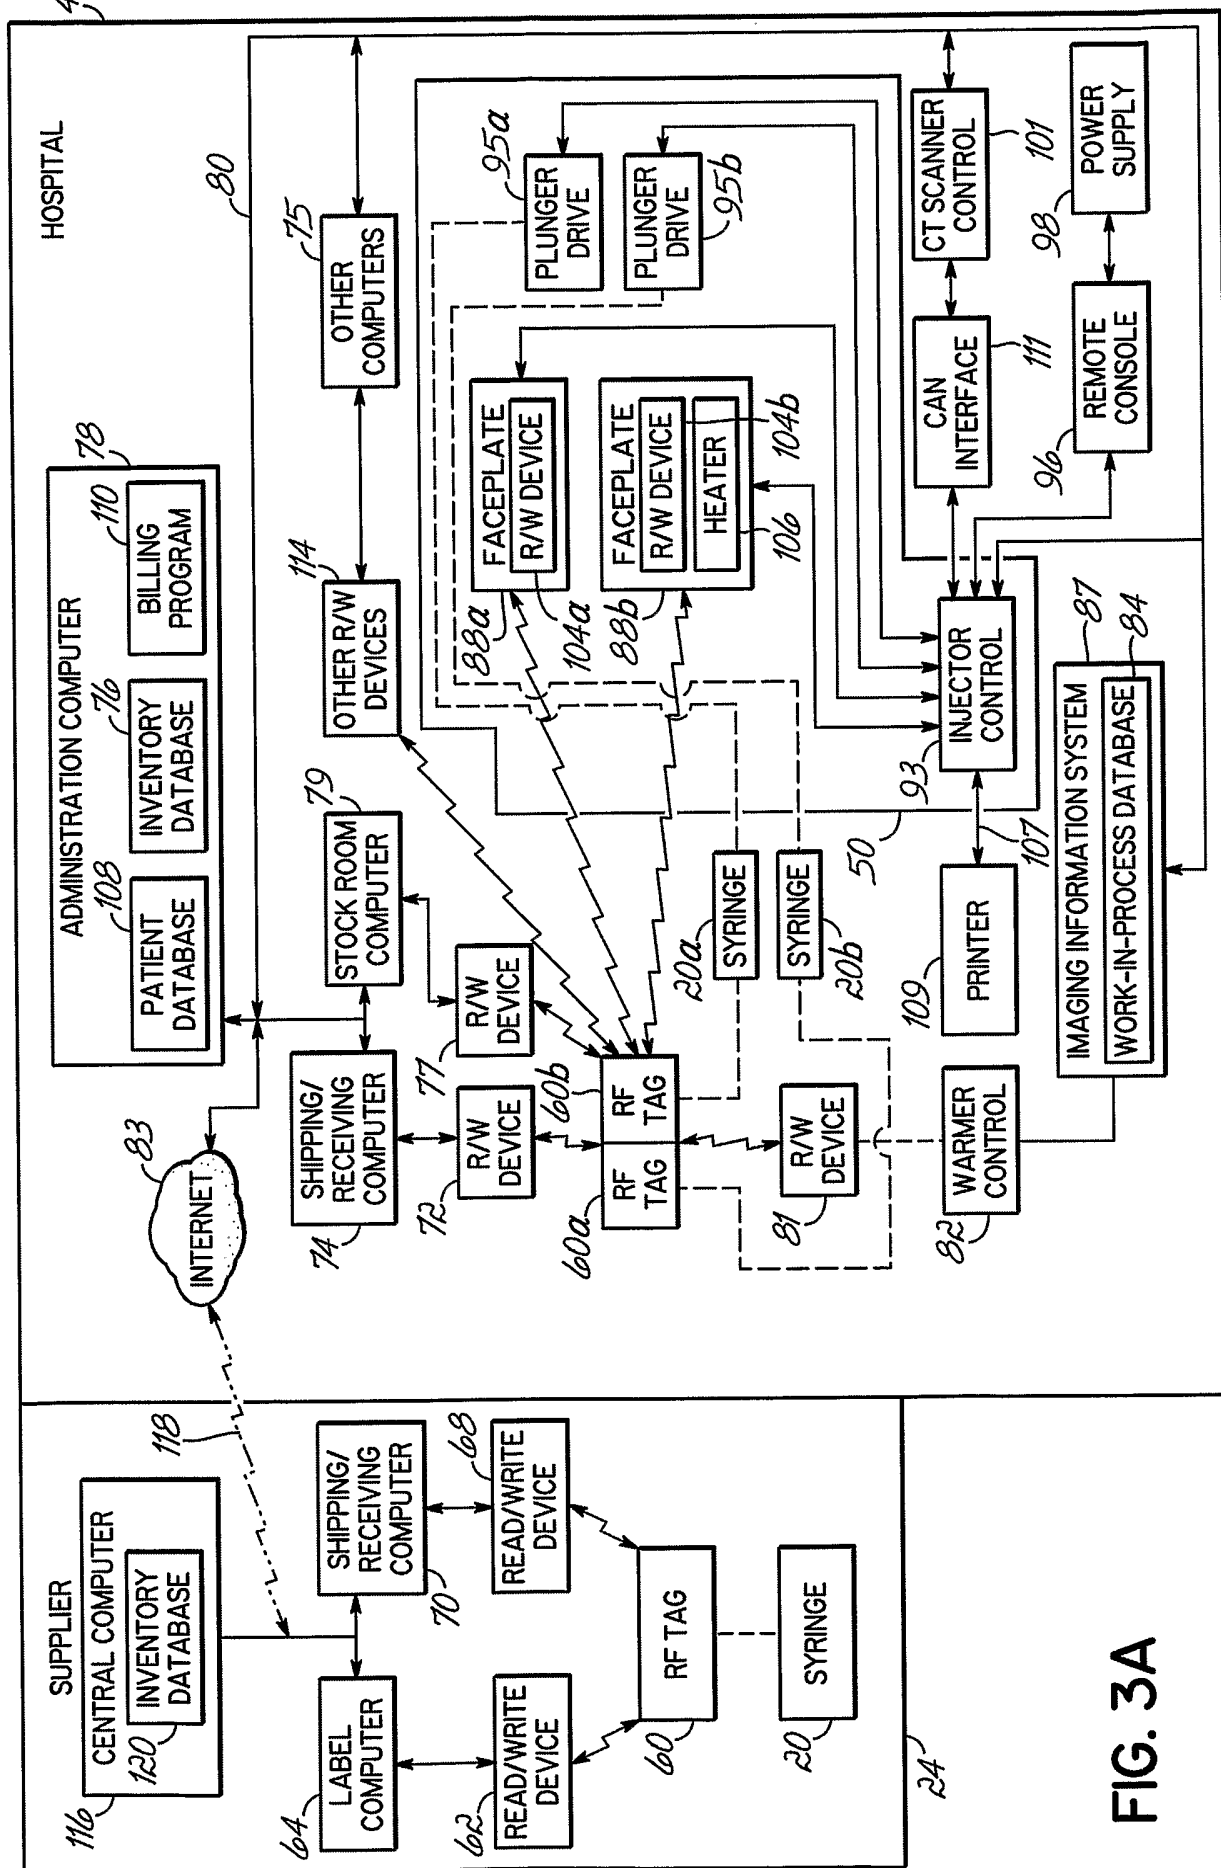 SUPPLIER
CENTRAL COMPUTER
116
INVENTORY
DATABASE
120
118
LABEL
COMPUTER
64
SHIPPING/
RECEIVING
COMPUTER
70
READ/WRITE
DEVICE
62
READ/WRITE
DEVICE
68
RF TAG
60
SYRINGE
20
24
FIG. 3A
HOSPITAL
INTERNET
83
ADMINISTRATION COMPUTER
78
PATIENT
DATABASE
108
INVENTORY
DATABASE
76
BILLING
PROGRAM
110
80
SHIPPING/
RECEIVING
COMPUTER
74
STOCK ROOM
COMPUTER
79
OTHER R/W
DEVICES
114
OTHER
COMPUTERS
75
R/W
DEVICE
72
R/W
DEVICE
77
RF
TAG
60a
RF
TAG
60b
R/W
DEVICE
81
WARMER
CONTROL
82
SYRINGE
20a
SYRINGE
20b
50
FACEPLATE
R/W DEVICE
88a
104a
FACEPLATE
R/W DEVICE
HEATER
88b
104b
106
PLUNGER
DRIVE
95a
PLUNGER
DRIVE
95b
PRINTER
109
107
INJECTOR
CONTROL
93
CAN
INTERFACE
111
CT SCANNER
CONTROL
101
REMOTE
CONSOLE
96
POWER
SUPPLY
98
IMAGING INFORMATION SYSTEM
87
WORK-IN-PROCESS DATABASE
84